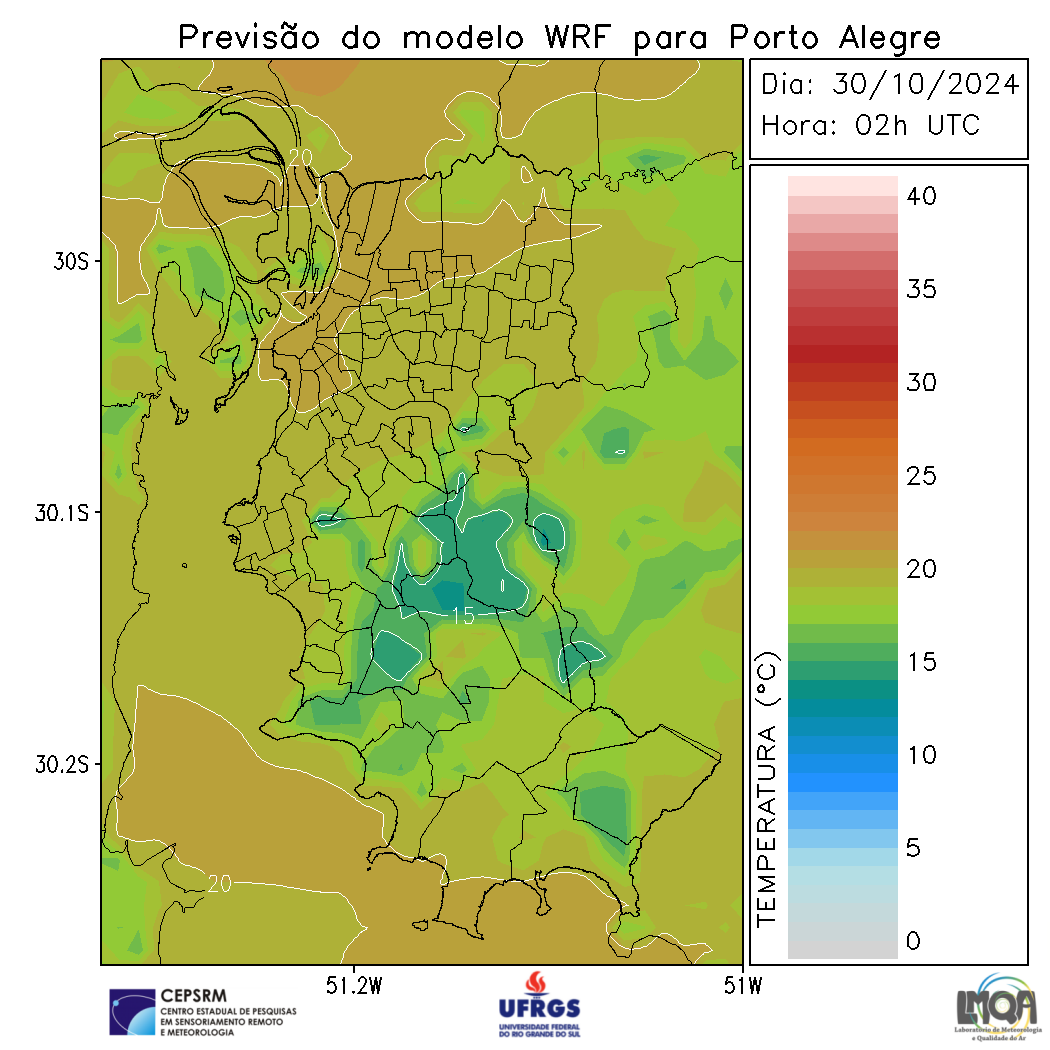 Previsão do modelo WRF para Porto Alegre
Dia: 30/10/2024
Hora: 02h UTC
30S
30.1S
30.2S
51.2W
51W
20
15
20
40
35
30
25
20
15
10
5
0
TEMPERATURA (°C)
CEPSRM
CENTRO ESTADUAL DE PESQUISAS
EM SENSORIAMENTO REMOTO
E METEOROLOGIA
UFRGS
UNIVERSIDADE FEDERAL
DO RIO GRANDE DO SUL
LMQA
Laboratório de Meteorologia
e Qualidade do Ar